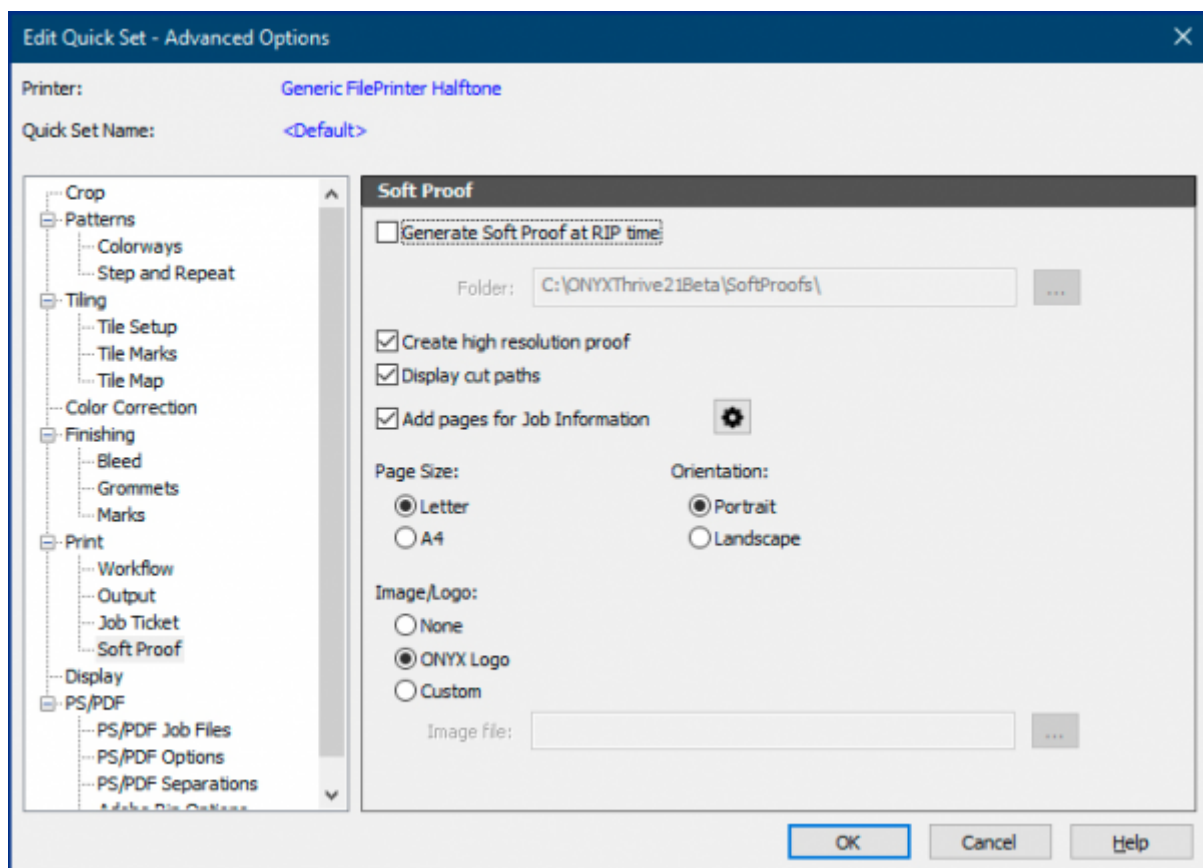 Edit Quick Set - Advanced Options
Printer: Generic FilePrinter Halftone
Quick Set Name: <Default>
Crop
Patterns
Colorways
Step and Repeat
Tiling
Tile Setup
Tile Marks
Tile Map
Color Correction
Finishing
Bleed
Grommets
Marks
Print
Workflow
Output
Job Ticket
Soft Proof
Display
PS/PDF
PS/PDF Job Files
PS/PDF Options
PS/PDF Separations
Adobe Rip Options
Soft Proof
Generate Soft Proof at RIP time
Folder: C:\ONYXThrive21Beta\SoftProofs\ ...
Create high resolution proof
Display cut paths
Add pages for Job Information
Page Size: Orientation:
Letter Portrait
A4 Landscape
Image/Logo:
None
ONYX Logo
Custom
Image file: ...
OK Cancel Help